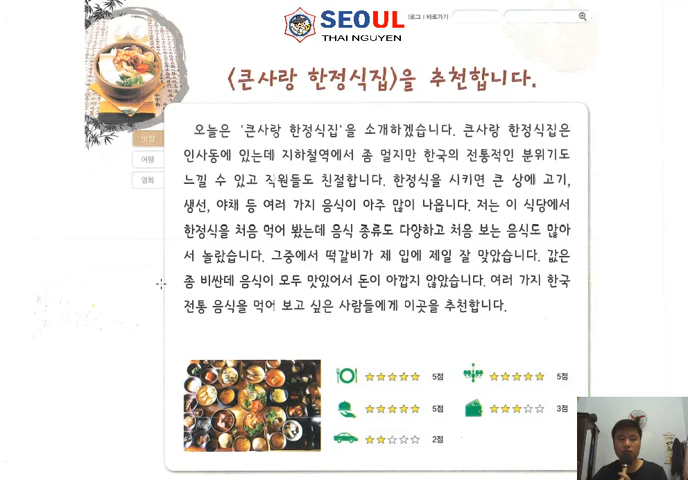 SEOUL
THAI NGUYEN
바로가기
<큰사랑 한정식집>을 추천합니다.
맛집
여행
영화
오늘은 '큰사랑 한정식집'을 소개하겠습니다. 큰사랑 한정식집은
인사동에 있는데 지하철역에서 좀 멀지만 한국의 전통적인 분위기도
느낄 수 있고 직원들도 친절합니다. 한정식을 시키면 큰 상에 고기,
생선, 야채 등 여러 가지 음식이 아주 많이 나옵니다. 저는 이 식당에서
한정식을 처음 먹어 봤는데 음식 종류도 다양하고 처음 보는 음식도 많아
서 놀랐습니다. 그중에서 떡갈비가 제 입에 제일 잘 맞았습니다. 값은
좀 비싼데 음식이 모두 맛있어서 돈이 아깝지 않았습니다. 여러 가지 한국
전통 음식을 먹어 보고 싶은 사람들에게 이곳을 추천합니다.
5점 5점
5점 3점
2점